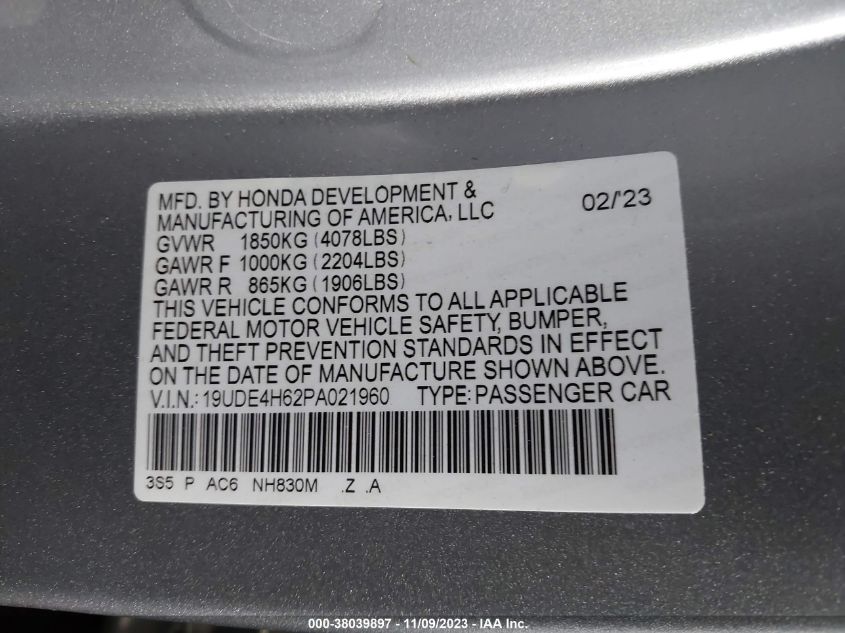 MFD. BY HONDA DEVELOPMENT &
MANUFACTURING OF AMERICA, LLC 02/'23
GVWR 1850KG (4078LBS)
GAWR F 1000KG (2204LBS)
GAWR R 865KG (1906LBS)
THIS VEHICLE CONFORMS TO ALL APPLICABLE
FEDERAL MOTOR VEHICLE SAFETY, BUMPER,
AND THEFT PREVENTION STANDARDS IN EFFECT
ON THE DATE OF MANUFACTURE SHOWN ABOVE.
V.I.N.: 19UDE4H62PA021960 TYPE: PASSENGER CAR
3S5 P AC6 NH830M .Z .A
000-38039897 - 11/09/2023 - IAA Inc.